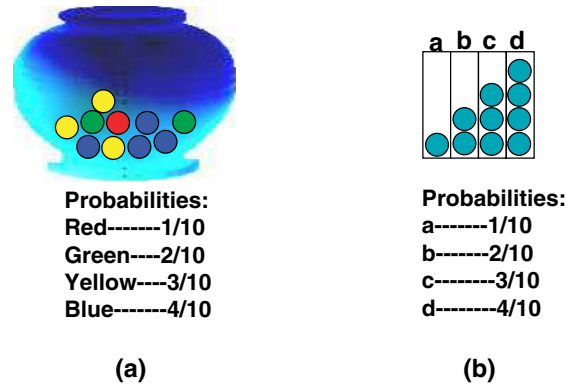 a b c d
Probabilities:
Red-------1/10
Green----2/10
Yellow----3/10
Blue------4/10
(a)
Probabilities:
a--------1/10
b-------2/10
c--------3/10
d-------4/10
(b)